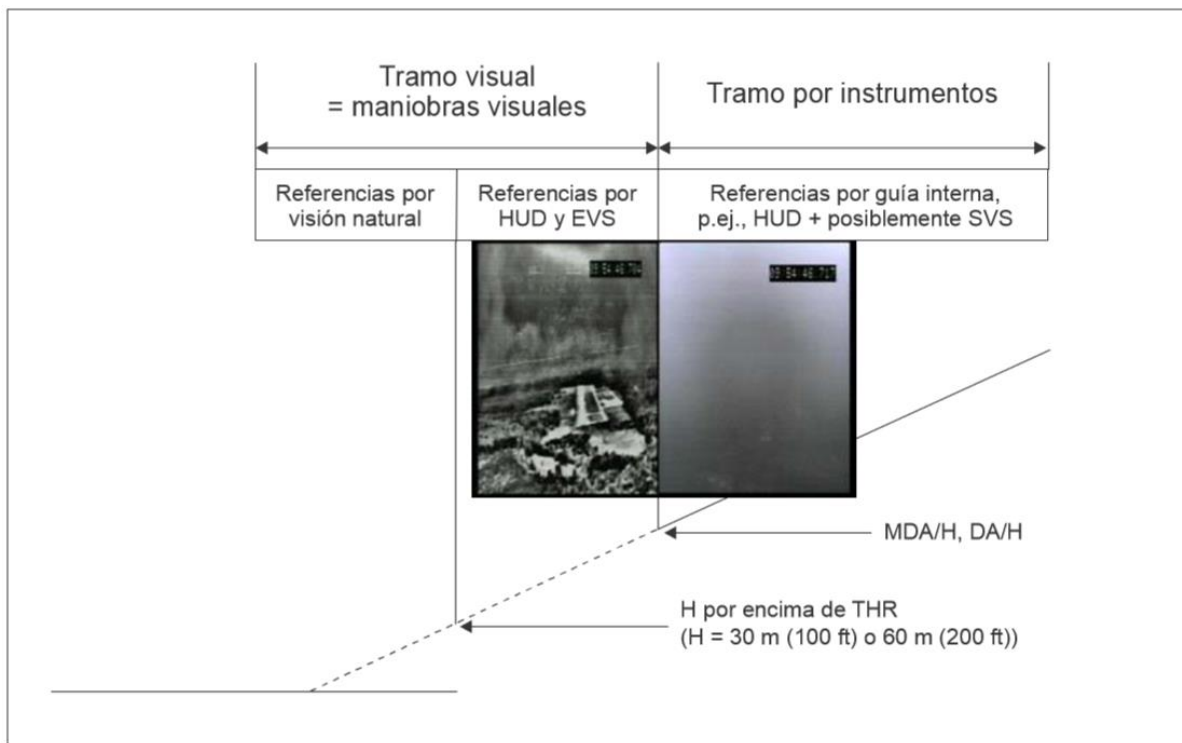 Tramo visual
= maniobras visuales
Tramo por instrumentos
Referencias por
visión natural
Referencias por
HUD y EVS
Referencias por guía interna,
p.ej., HUD + posiblemente SVS
MDA/H, DA/H
H por encima de THR
(H = 30 m (100 ft) o 60 m (200 ft))